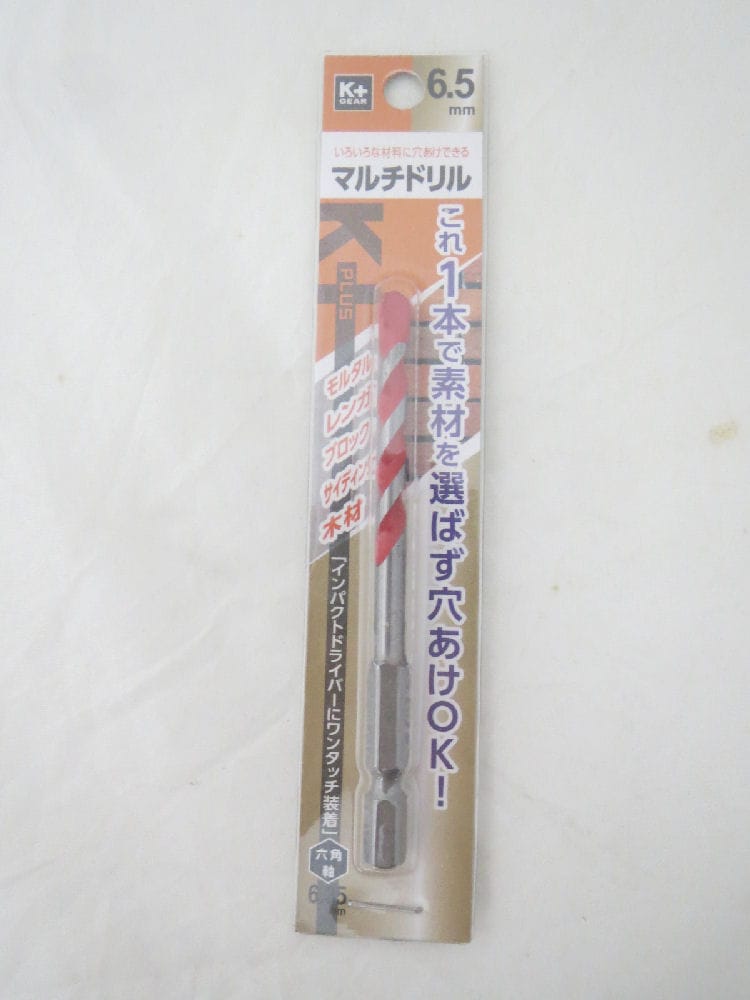 K+
GEAR
6.5
mm
いろいろな材料に穴あけできる
マルチドリル
K+
PLUS
これ1本で素材を選ばず穴あけOK!
モルタル
レンガ
ブロック
サイディング
木材
「インパクトドライバーにワンタッチ装着」
六角
軸
6.5
mm